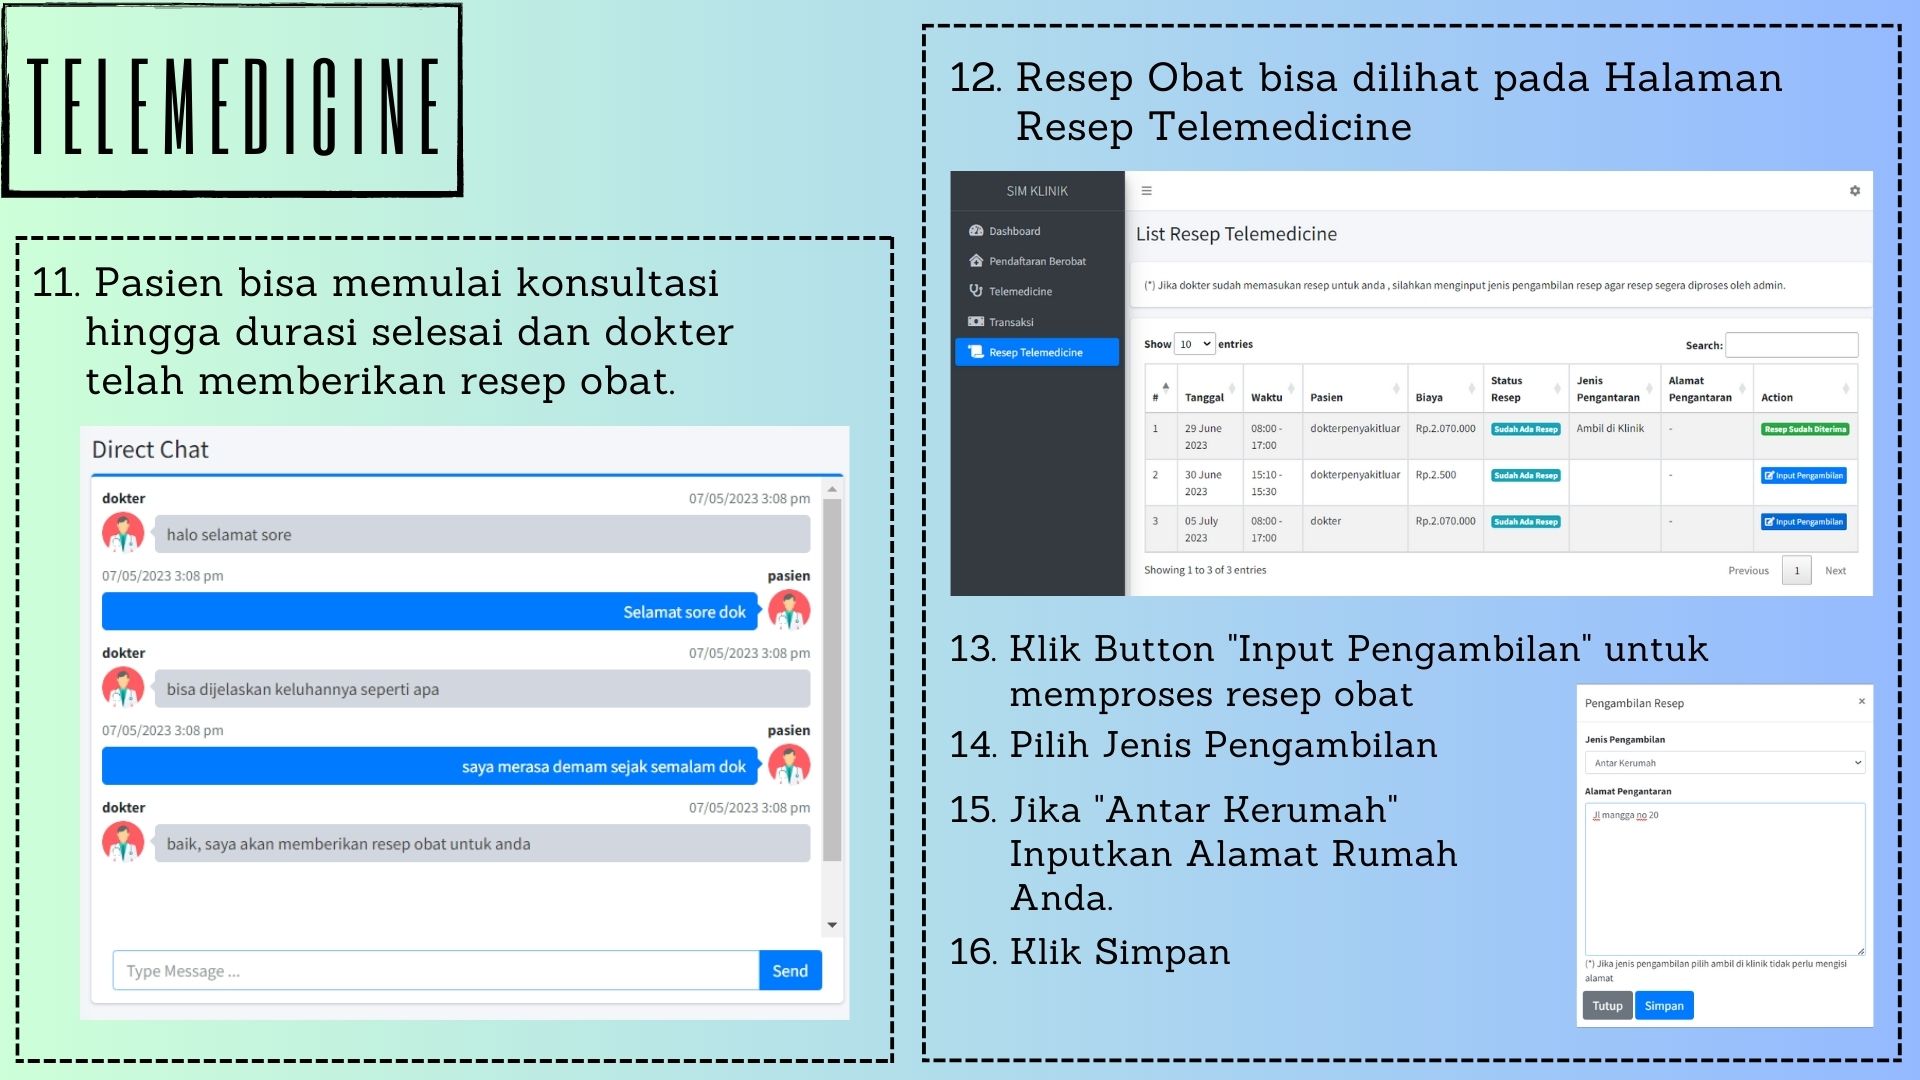 TELEMEDICINE
11. Pasien bisa memulai konsultasi
hingga durasi selesai dan dokter
telah memberikan resep obat.
Direct Chat
dokter 07/05/2023 3:08 pm
halo selamat sore
07/05/2023 3:08 pm pasien
Selamat sore dok
dokter 07/05/2023 3:08 pm
bisa dijelaskan keluhannya seperti apa
07/05/2023 3:08 pm pasien
saya merasa demam sejak semalam dok
dokter 07/05/2023 3:08 pm
baik, saya akan memberikan resep obat untuk anda
Type Message ... Send
12. Resep Obat bisa dilihat pada Halaman
Resep Telemedicine
SIM KLINIK
Dashboard
Pendaftaran Berobat
Telemedicine
Transaksi
Resep Telemedicine
List Resep Telemedicine
(*) Jika dokter sudah memasukan resep untuk anda , silahkan menginput jenis pengambilan resep agar resep segera diproses oleh admin.
Show 10 entries Search:
# Tanggal Waktu Pasien Biaya Status Resep Jenis Pengantaran Alamat Pengantaran Action
1 29 June 2023 08:00 - 17:00 dokterpenyakitluar Rp.2.070.000 Sudah Ada Resep Ambil di Klinik - Resep Sudah Diterima
2 30 June 2023 15:10 - 15:30 dokterpenyakitluar Rp.2.500 Sudah Ada Resep - Input Pengambilan
3 05 July 2023 08:00 - 17:00 dokter Rp.2.070.000 Sudah Ada Resep - Input Pengambilan
Showing 1 to 3 of 3 entries Previous 1 Next
13. Klik Button "Input Pengambilan" untuk
memproses resep obat
14. Pilih Jenis Pengambilan
15. Jika "Antar Kerumah"
Inputkan Alamat Rumah
Anda.
16. Klik Simpan
Pengambilan Resep ×
Jenis Pengambilan
Antar Kerumah
Alamat Pengantaran
Jl mangga no 20
(*) Jika jenis pengambilan pilih ambil di klinik tidak perlu mengisi
alamat
Tutup Simpan